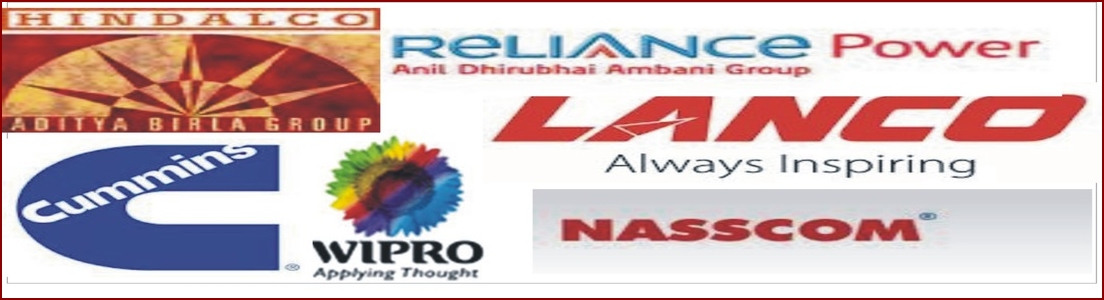 HINDALCO
ADITYA BIRLA GROUP
RELIANCE Power
Anil Dhirubhai Ambani Group
LANCO
Always Inspiring
Cummins
®
WIPRO
Applying Thought
NASSCOM®